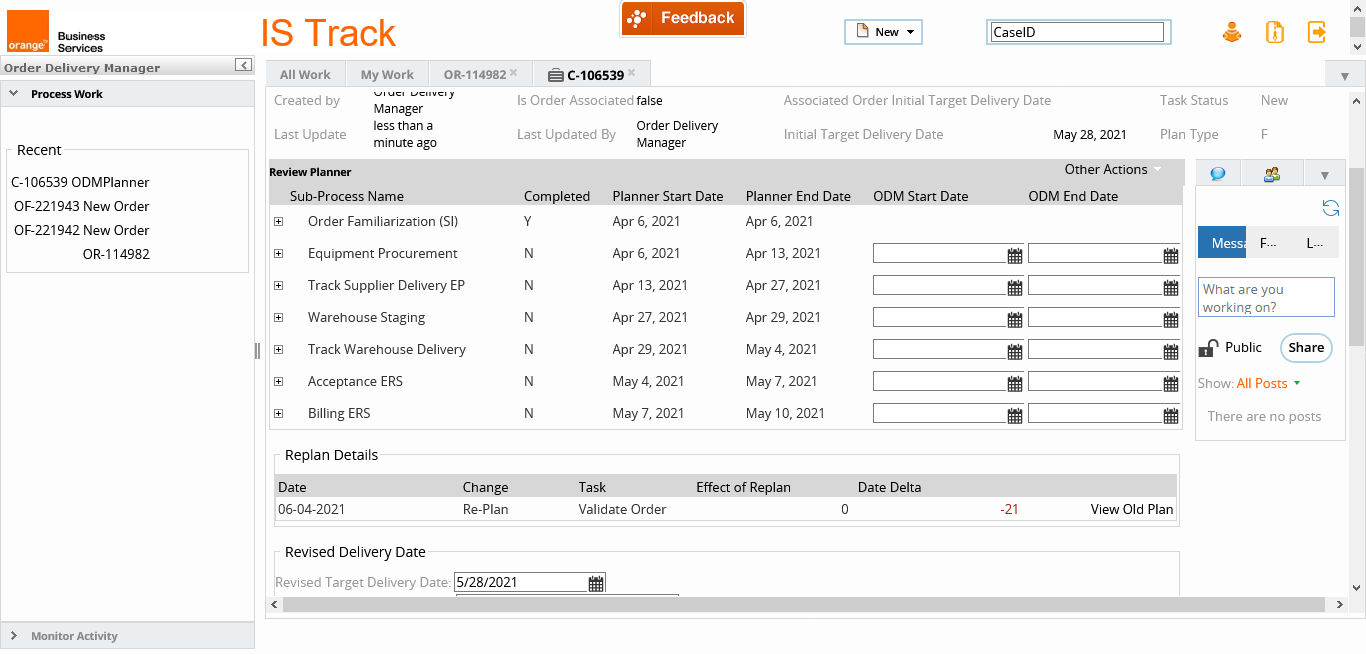 orange™
Business
Services
IS Track
Feedback
New
CaseID
Order Delivery Manager
Process Work
Recent
C-106539 ODMPlanner
OF-221943 New Order
OF-221942 New Order
OR-114982
Monitor Activity
All Work
My Work
OR-114982
C-106539
Created by
Order Delivery
Manager
Is Order Associated false
Associated Order Initial Target Delivery Date
Task Status New
Last Update
less than a
minute ago
Last Updated By
Order Delivery
Manager
Initial Target Delivery Date May 28, 2021
Plan Type F
Review Planner
Other Actions
Sub-Process Name Completed Planner Start Date Planner End Date ODM Start Date ODM End Date
Order Familiarization (SI) Y Apr 6, 2021 Apr 6, 2021
Equipment Procurement N Apr 6, 2021 Apr 13, 2021
Track Supplier Delivery EP N Apr 13, 2021 Apr 27, 2021
Warehouse Staging N Apr 27, 2021 Apr 29, 2021
Track Warehouse Delivery N Apr 29, 2021 May 4, 2021
Acceptance ERS N May 4, 2021 May 7, 2021
Billing ERS N May 7, 2021 May 10, 2021
Replan Details
Date Change Task Effect of Replan Date Delta
06-04-2021 Re-Plan Validate Order 0 -21 View Old Plan
Revised Delivery Date
Revised Target Delivery Date: 5/28/2021
Messa F... L...
What are you
working on?
Public
Share
Show: All Posts
There are no posts